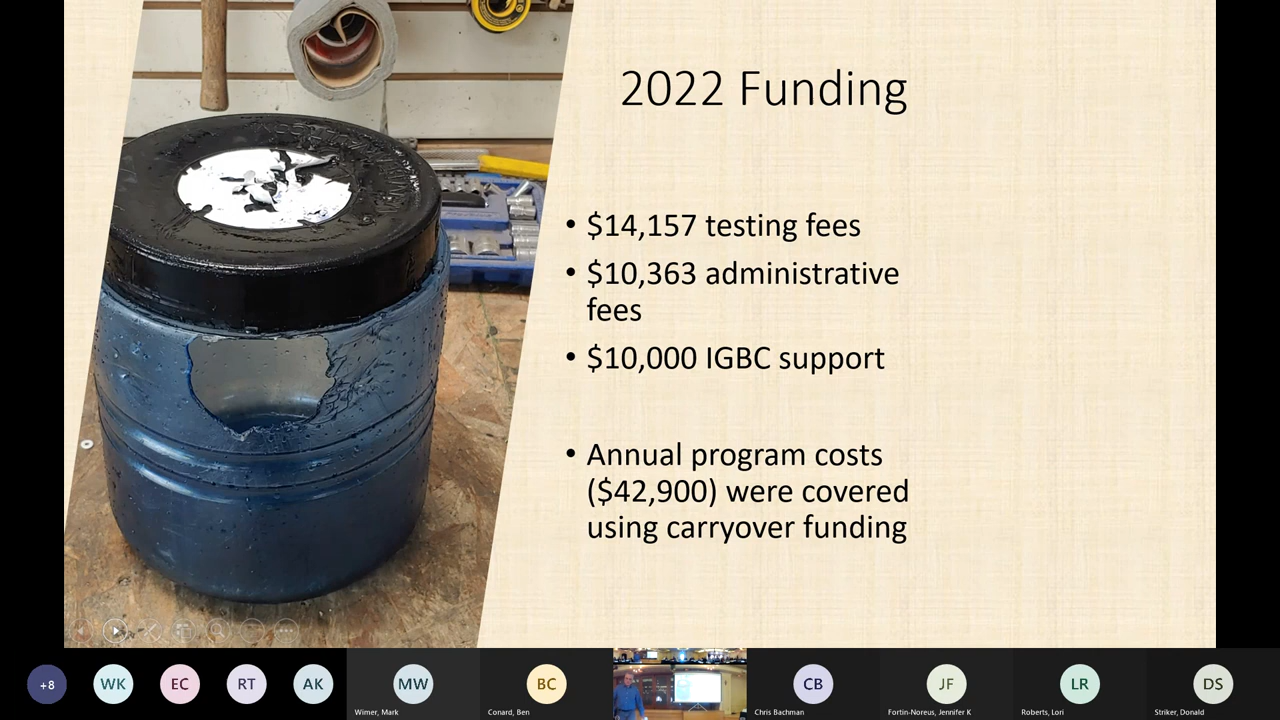 2022 Funding
• $14,157 testing fees
• $10,363 administrative
fees
• $10,000 IGBC support
• Annual program costs
($42,900) were covered
using carryover funding
+8
WK
EC
RT
AK
MW
BC
CB
JF
LR
DS
Wimer, Mark
Conard, Ben
Chris Bachman
Fortin-Noreus, Jennifer K
Roberts, Lori
Striker, Donald